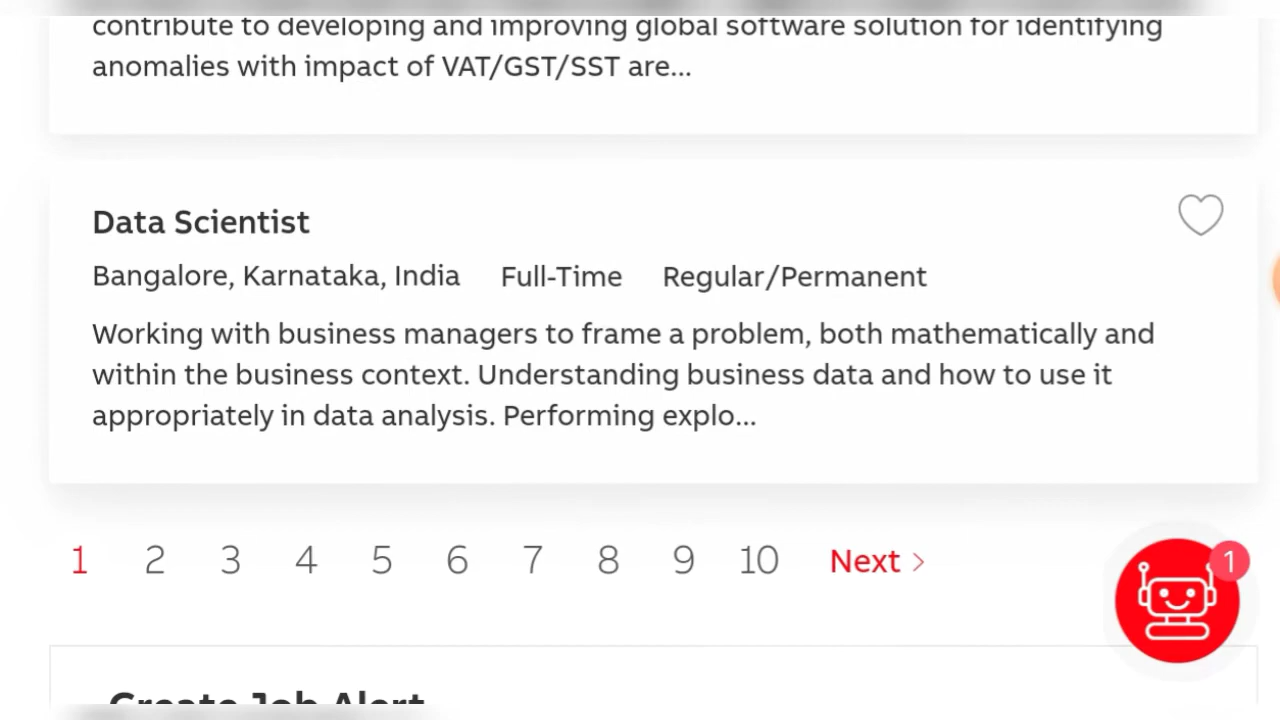 contribute to developing and improving global software solution for identifying
anomalies with impact of VAT/GST/SST are...
Data Scientist
Bangalore, Karnataka, India Full-Time Regular/Permanent
Working with business managers to frame a problem, both mathematically and
within the business context. Understanding business data and how to use it
appropriately in data analysis. Performing explo...
1 2 3 4 5 6 7 8 9 10 Next >
1
Create Job Alert